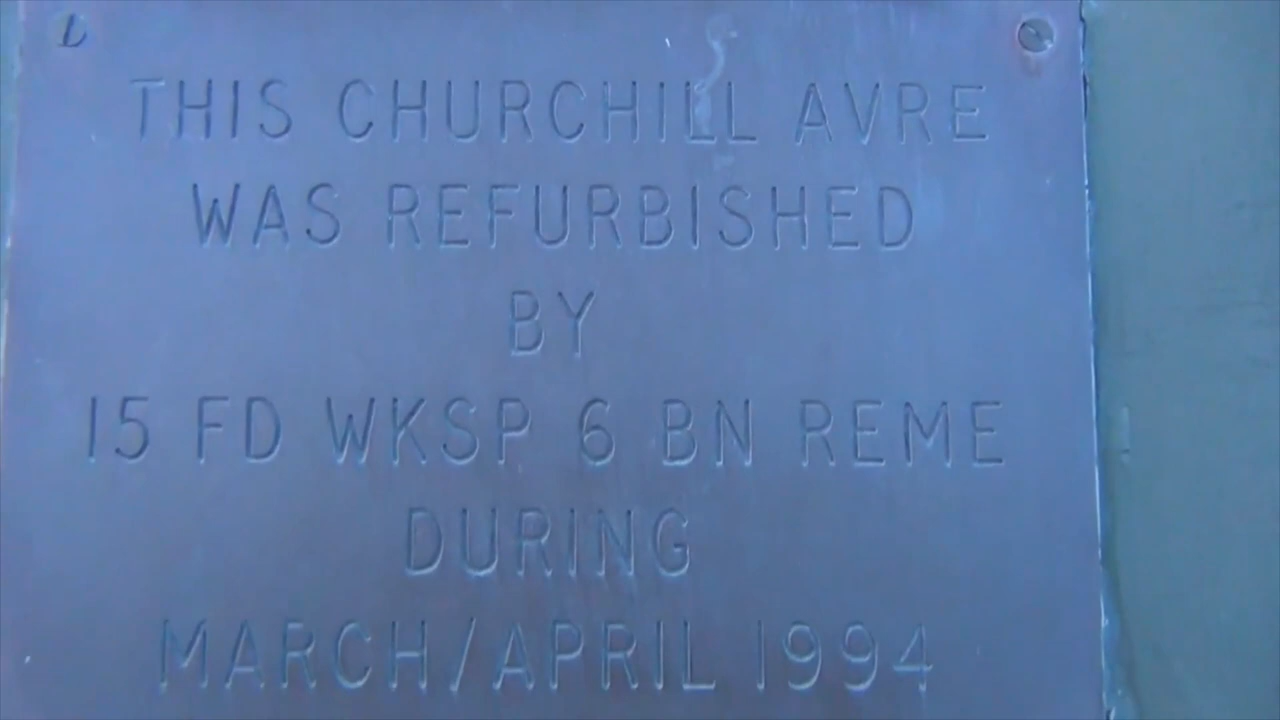 THIS CHURCHILL AVRE
WAS REFURBISHED
BY
15 FD WKSP 6 BN REME
DURING
MARCH/APRIL 1994